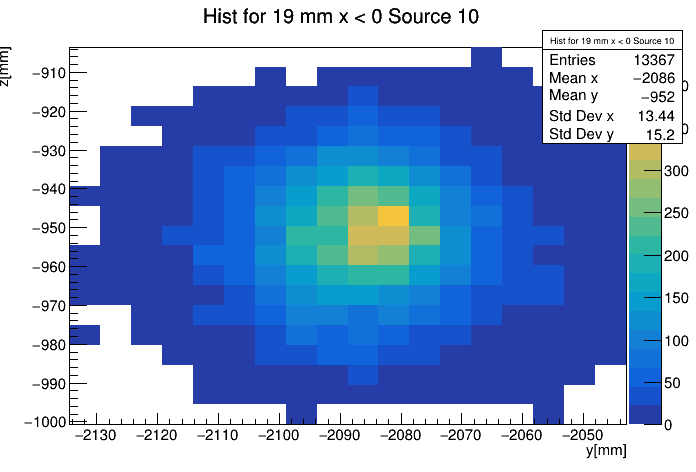 Hist for 19 mm x < 0 Source 10
Hist for 19 mm x < 0 Source 10
Entries 13367
Mean x −2086
Mean y −952
Std Dev x 13.44
Std Dev y 15.2
z[mm]
−910
−920
−930
−940
−950
−960
−970
−980
−990
−1000
−2130 −2120 −2110 −2100 −2090 −2080 −2070 −2060 −2050
y[mm]
300
250
200
150
100
50
0